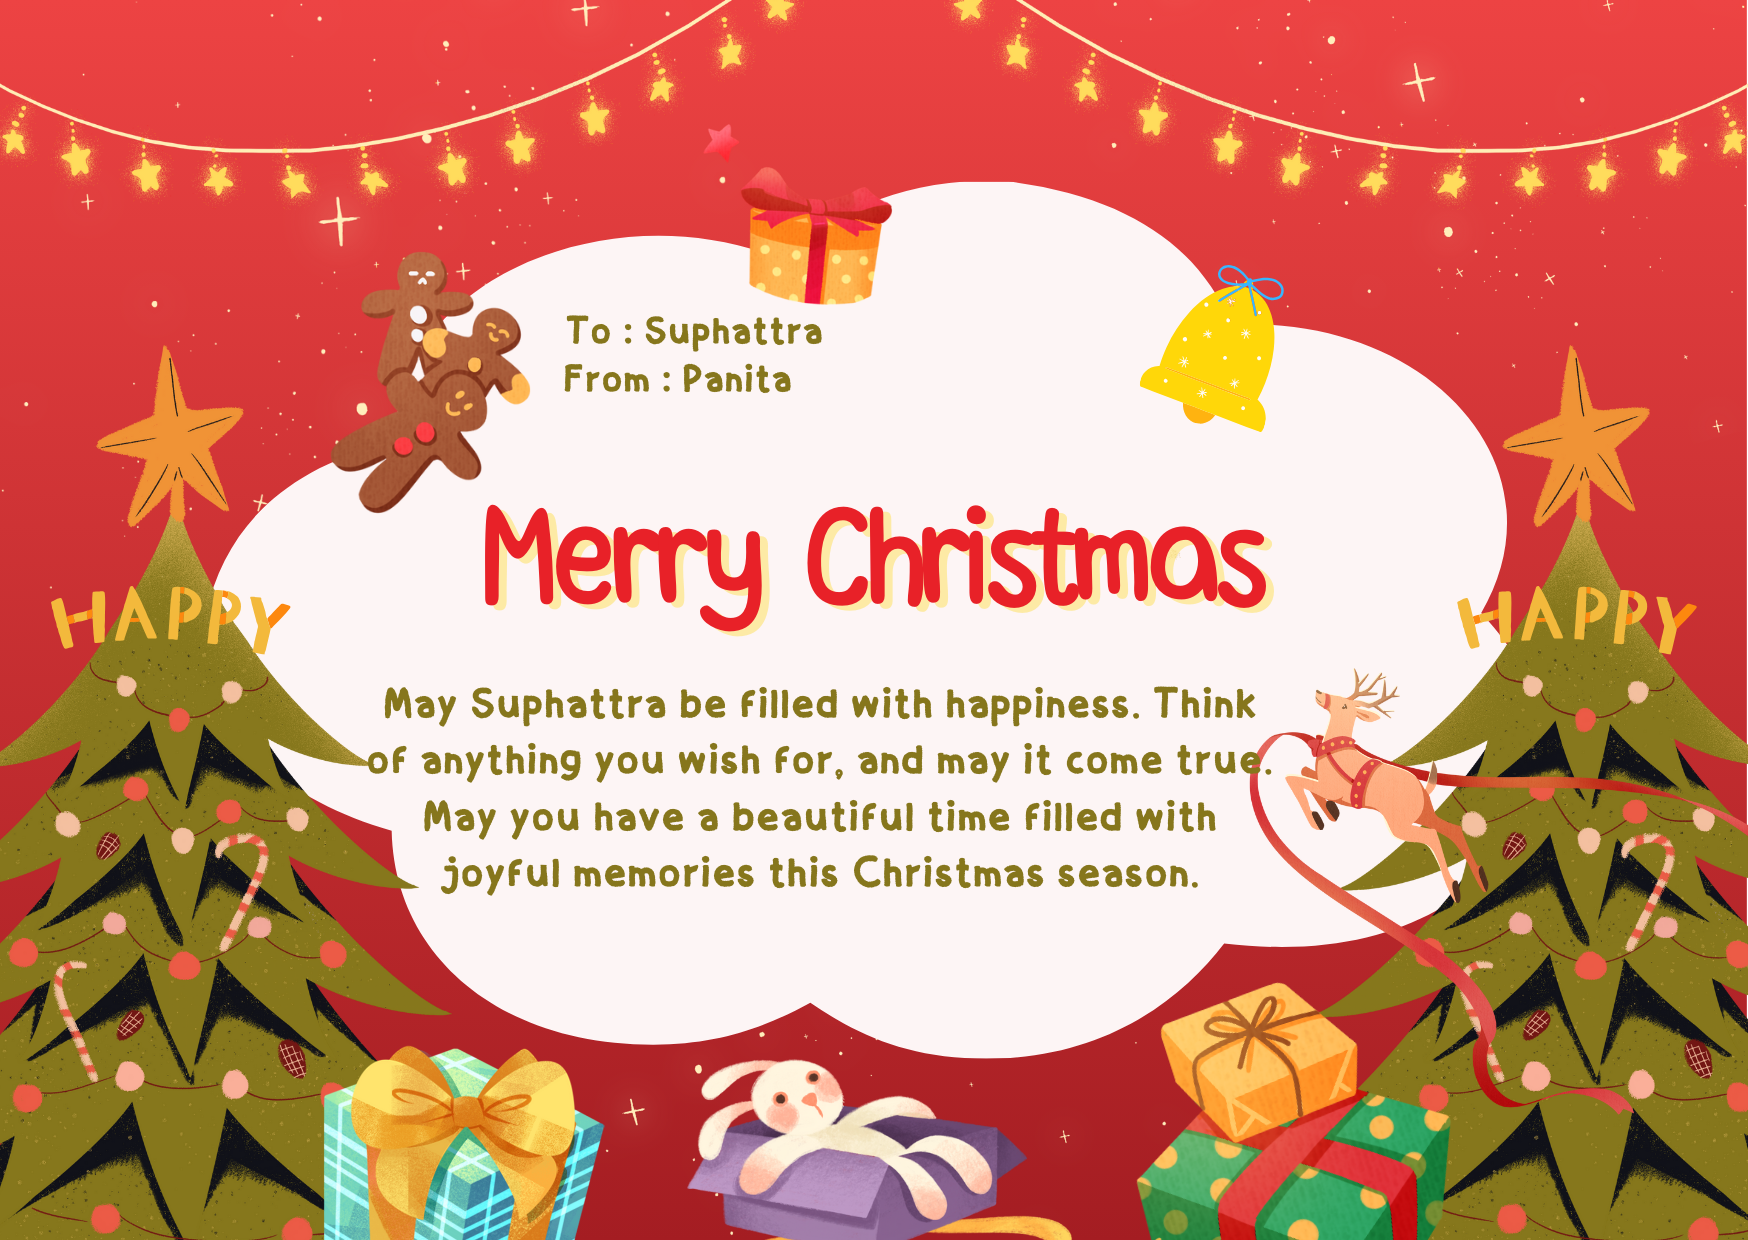 To : Suphattra
From : Panita
Merry Christmas
HAPPY
HAPPY
May Suphattra be filled with happiness. Think
of anything you wish for, and may it come true.
May you have a beautiful time filled with
joyful memories this Christmas season.